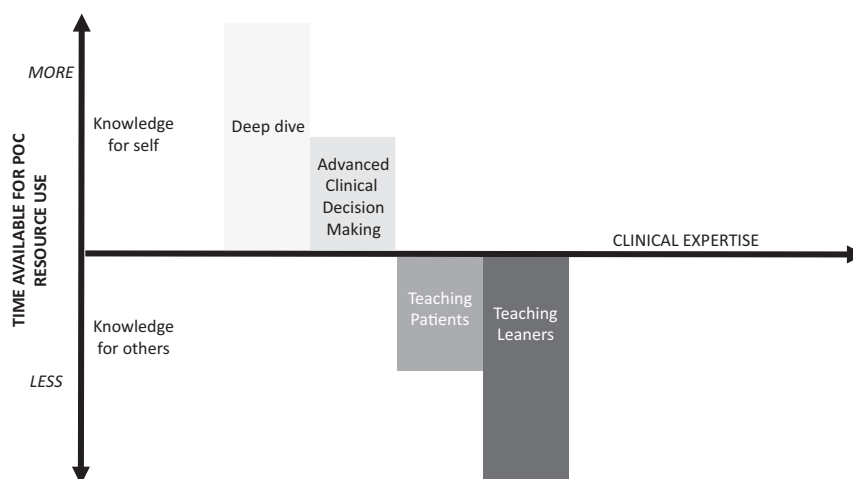 MORE
TIME AVAILABLE FOR POC
RESOURCE USE
Knowledge
for self
Deep dive
Advanced
Clinical
Decision
Making
CLINICAL EXPERTISE
Teaching
Patients
Teaching
Leaners
Knowledge
for others
LESS